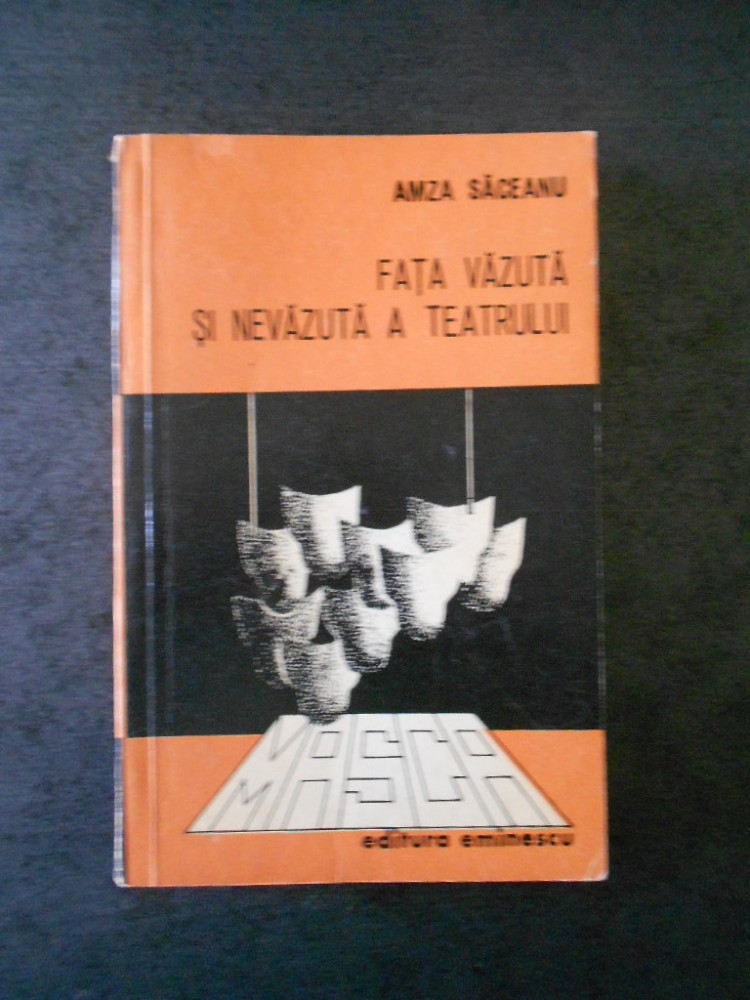 AMZA SĂCEANU
FAȚA VĂZUTĂ
ȘI NEVĂZUTĂ A TEATRULUI
MASCA
editura eminescu